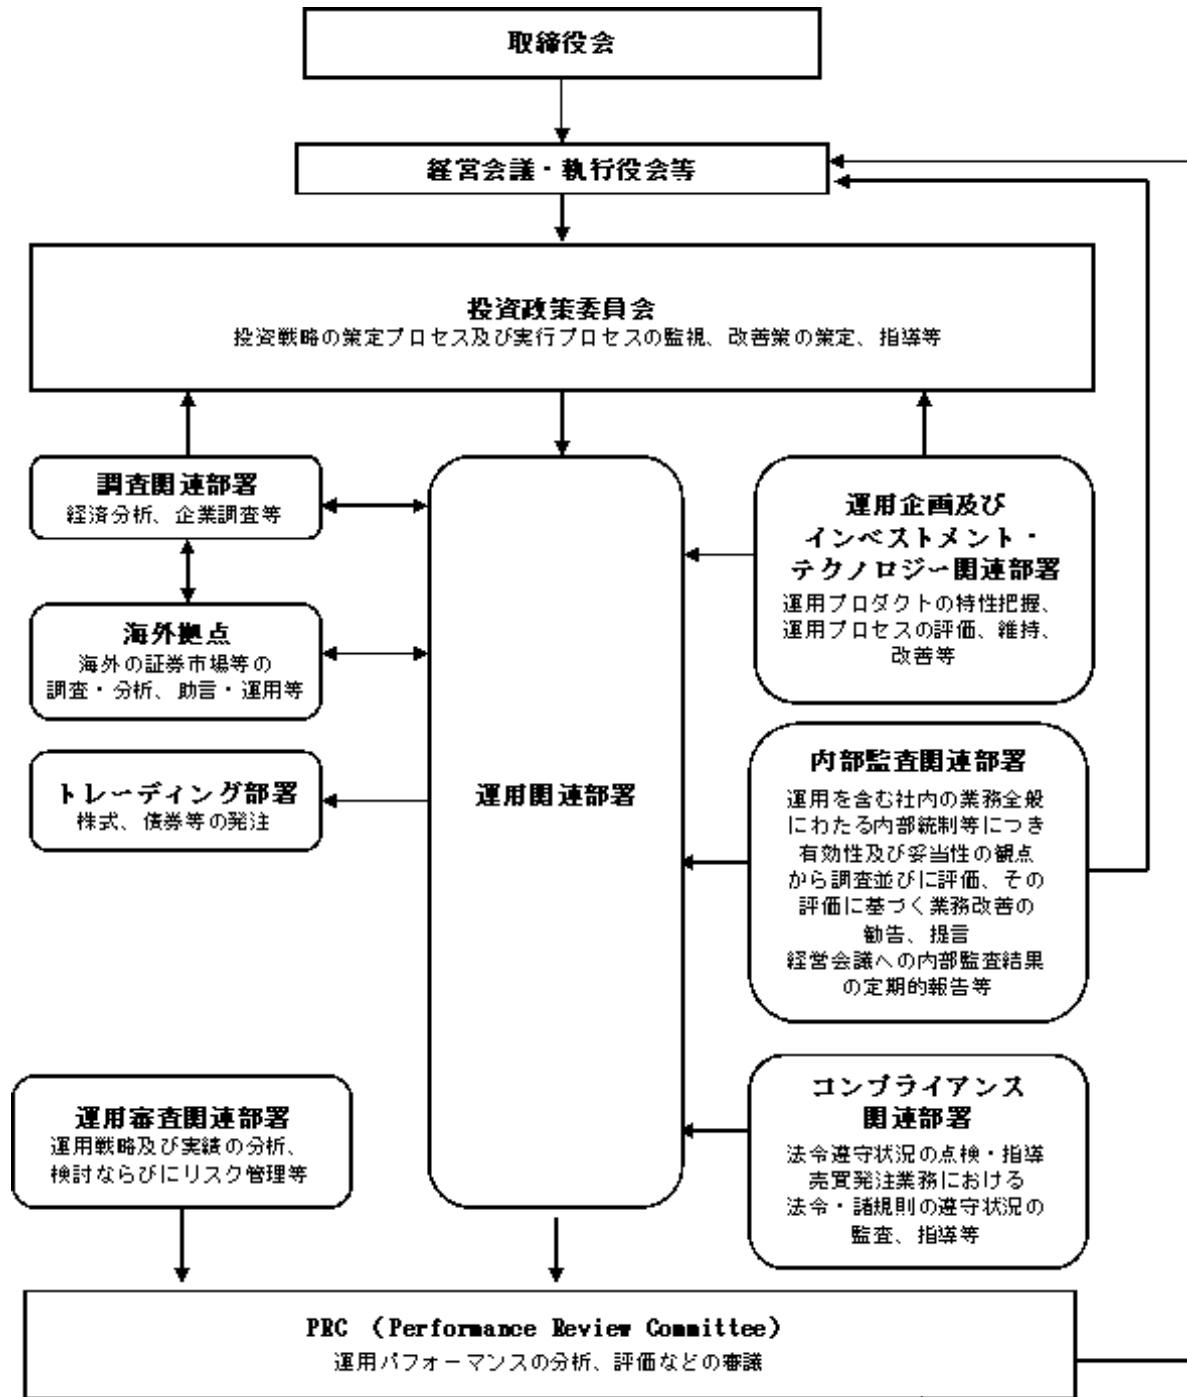 取締役会
経営会議・執行役会等
投資政策委員会
投資戦略の策定プロセス及び実行プロセスの監視、改善策の策定、指導等
調査関連部署
経済分析、企業調査等
海外拠点
海外の証券市場等の
調査・分析、助言・運用等
トレーディング部署
株式、債券等の発注
運用関連部署
運用企画及び
インベストメント・
テクノロジー関連部署
運用プロダクトの特性把握、
運用プロセスの評価、維持、
改善等
内部監査関連部署
運用を含む社内の業務全般
にわたる内部統制等につき
有効性及び妥当性の観点
から調査並びに評価、その
評価に基づく業務改善の
勧告、提言
経営会議への内部監査結果
の定期的報告等
運用審査関連部署
運用戦略及び実績の分析、
検討ならびにリスク管理等
コンプライアンス
関連部署
法令遵守状況の点検・指導
売買発注業務における
法令・諸規則の遵守状況の
監査、指導等
PRC （Performance Review Committee）
運用パフォーマンスの分析、評価などの審議